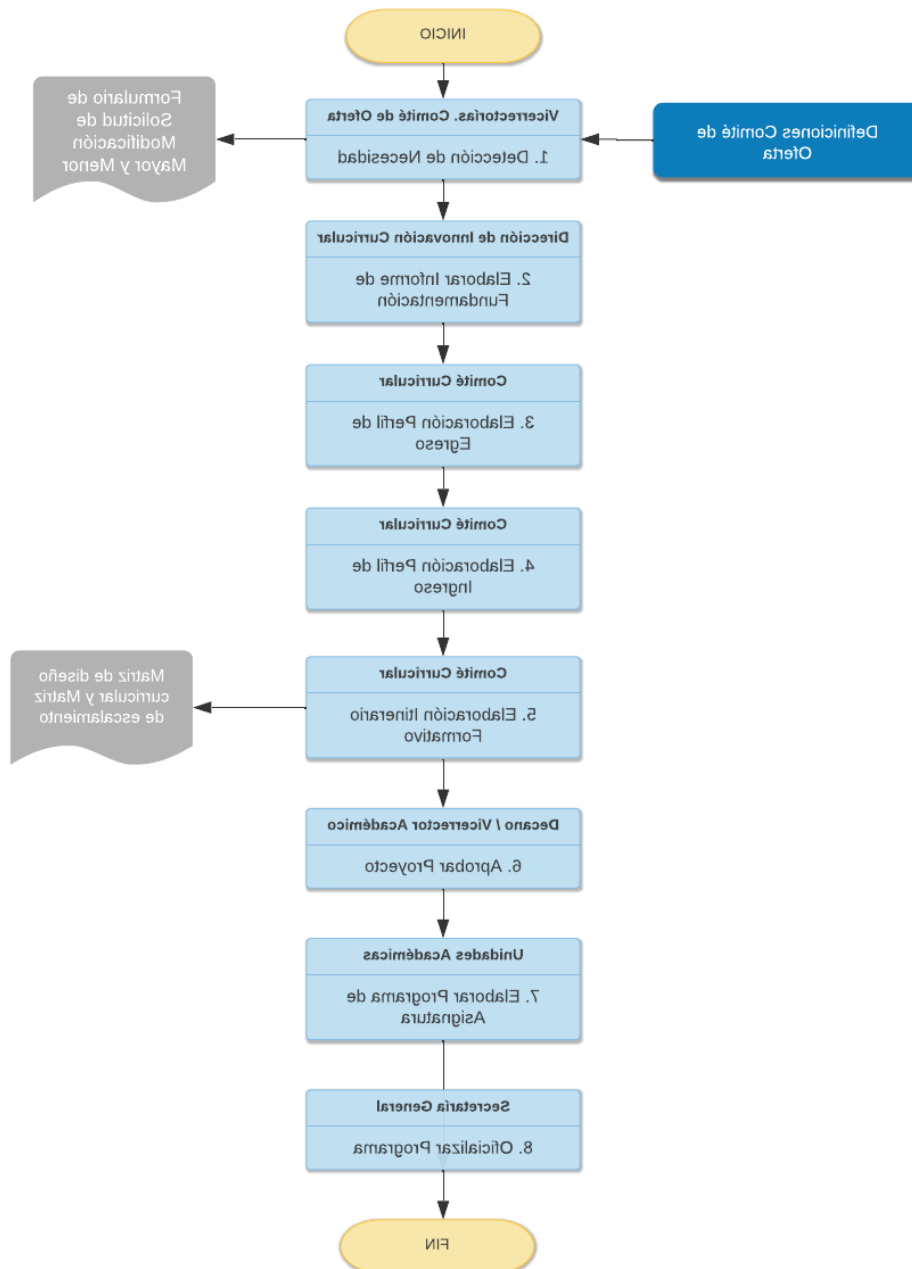 INICIO
Vicerrectorías. Comité de Oferta
1. Detección de Necesidad
Formulario de
Solicitud de
Modificación
Mayor y Menor
Definiciones Comité de
Oferta
Dirección de Innovación Curricular
2. Elaborar Informe de
Fundamentación
Comité Curricular
3. Elaboración Perfil de
Egreso
Comité Curricular
4. Elaboración Perfil de
Ingreso
Comité Curricular
5. Elaboración Itinerario
Formativo
Matriz de diseño
curricular y Matriz
de escalamiento
Decano / Vicerrector Académico
6. Aprobar Proyecto
Unidades Académicas
7. Elaborar Programa de
Asignatura
Secretaría General
8. Oficializar Programa
FIN